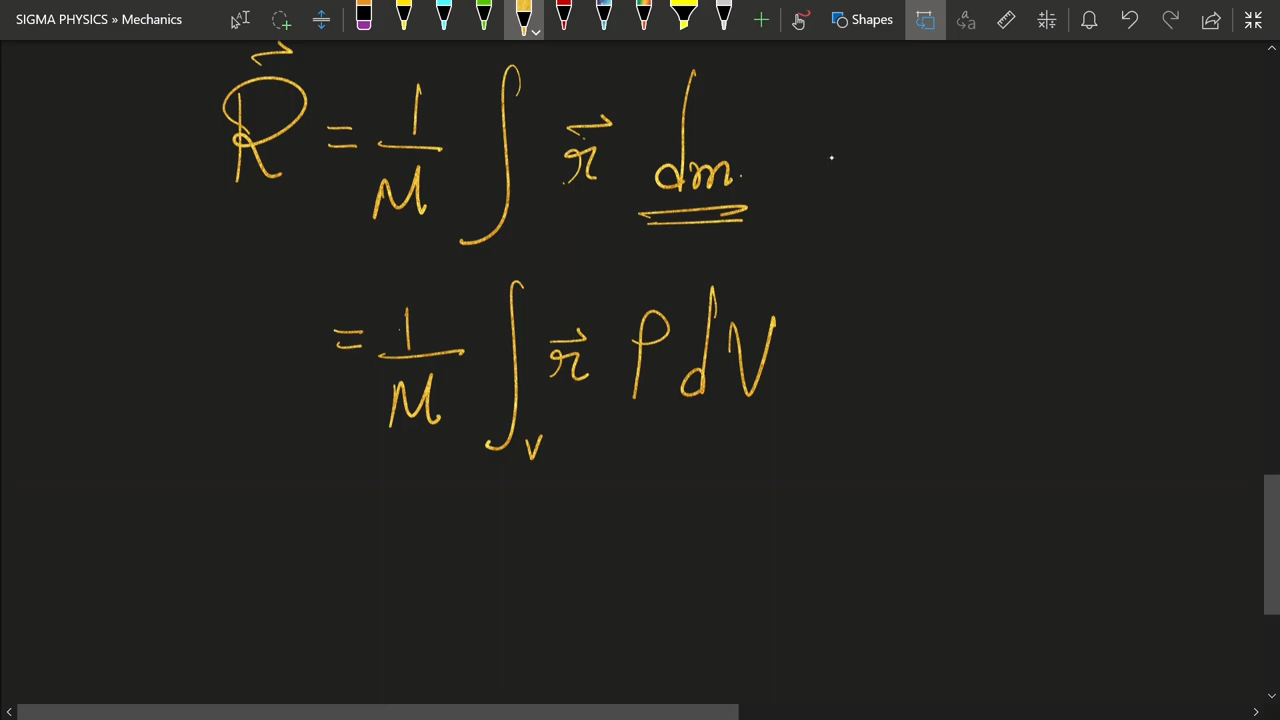 SIGMA PHYSICS » Mechanics
Shapes
R⃗ = 1/M ∫ r⃗ dm
= 1/M ∫_V r⃗ ρ dV